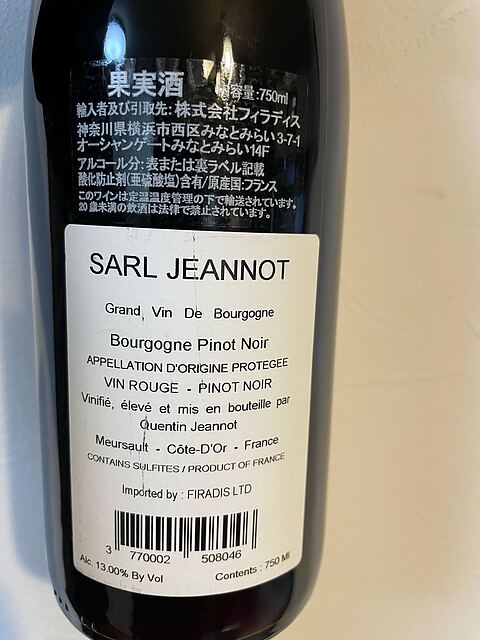 果実酒 内容量:750ml
輸入者及び引取先:株式会社フィラディス
神奈川県横浜市西区みなとみらい3-7-1
オーシャンゲートみなとみらい14F
アルコール分:表または裏ラベル記載
酸化防止剤(亜硫酸塩)含有/原産国:フランス
このワインは定温温度管理の下で輸送されています。
20歳未満の飲酒は法律で禁止されています。
SARL JEANNOT
Grand Vin De Bourgogne
Bourgogne Pinot Noir
APPELLATION D'ORIGINE PROTEGEE
VIN ROUGE - PINOT NOIR
Vinifié, élevé et mis en bouteille par
Quentin Jeannot
Meursault - Côte-D'Or - France
CONTAINS SULFITES / PRODUCT OF FRANCE
Imported by : FIRADIS LTD
3 770002 508046
Alc. 13.00% By Vol Contents : 750 Ml